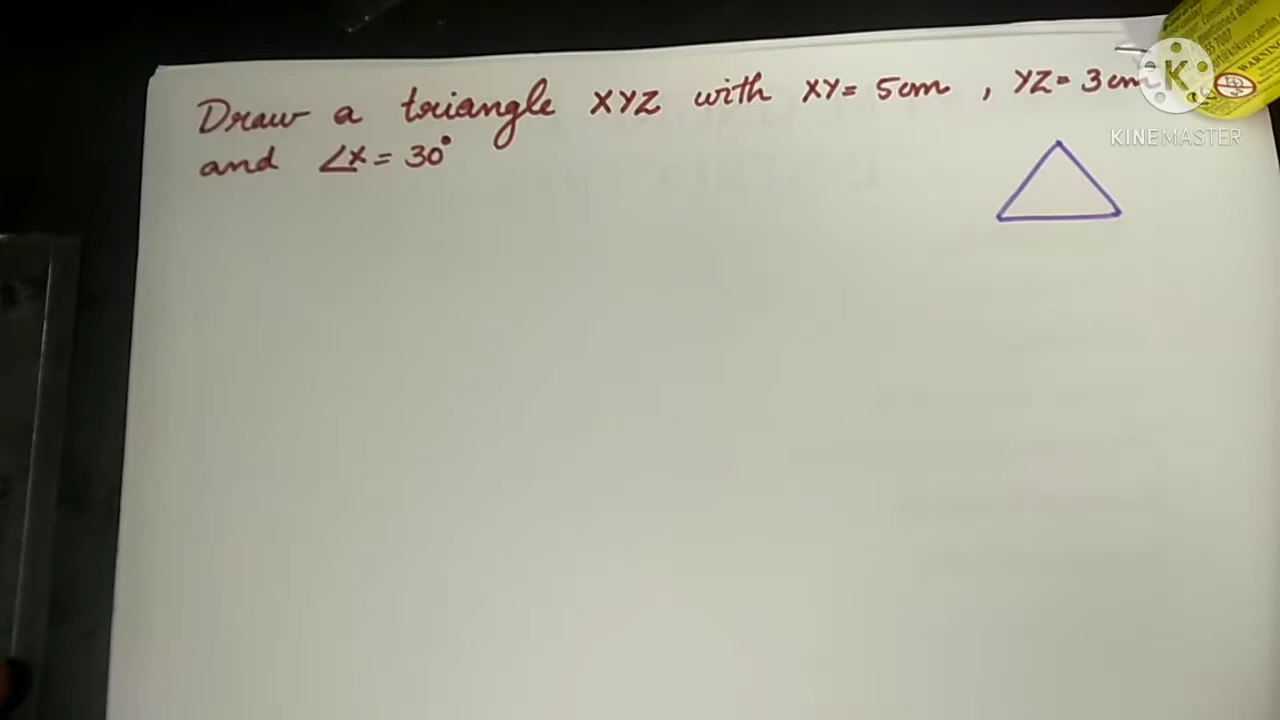 Draw a triangle XYZ with XY = 5cm , YZ = 3cm
and ∠X = 30°
KINEMASTER